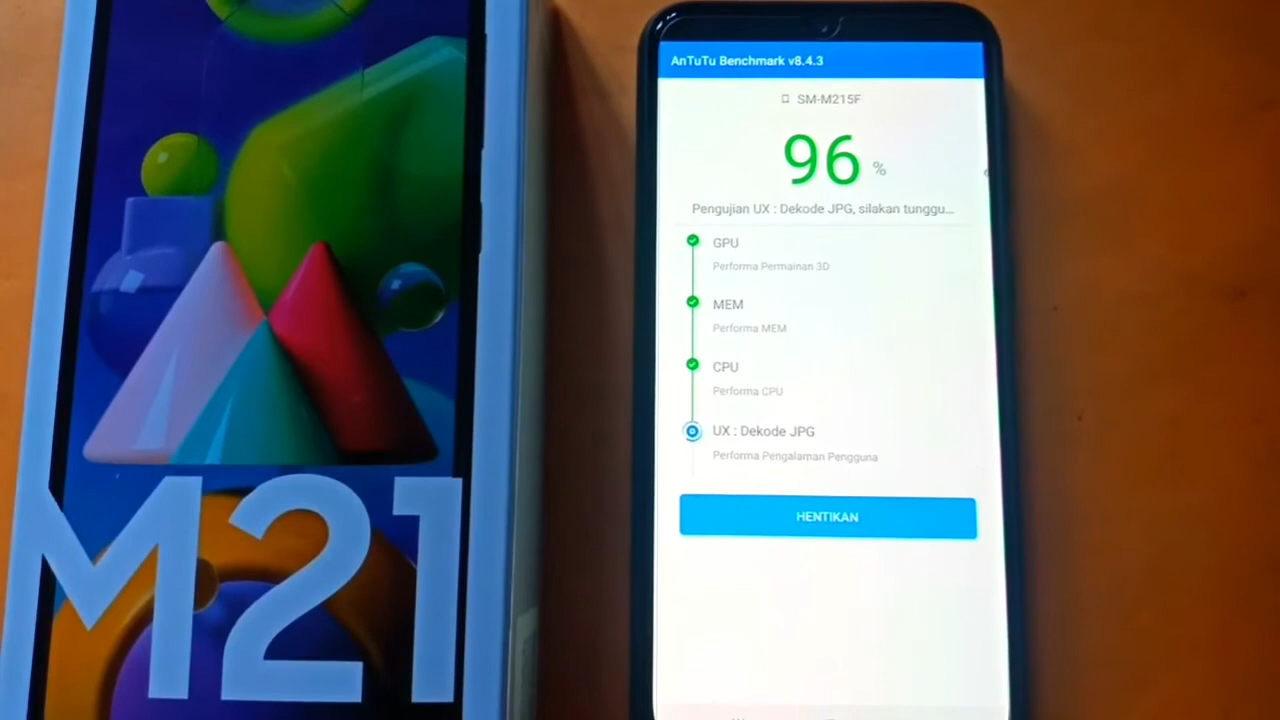 M21
AnTuTu Benchmark v8.4.3
SM-M215F
96 %
Pengujian UX : Dekode JPG, silakan tunggu...
GPU
Performa Permainan 3D
MEM
Performa MEM
CPU
Performa CPU
UX : Dekode JPG
Performa Pengalaman Pengguna
HENTIKAN